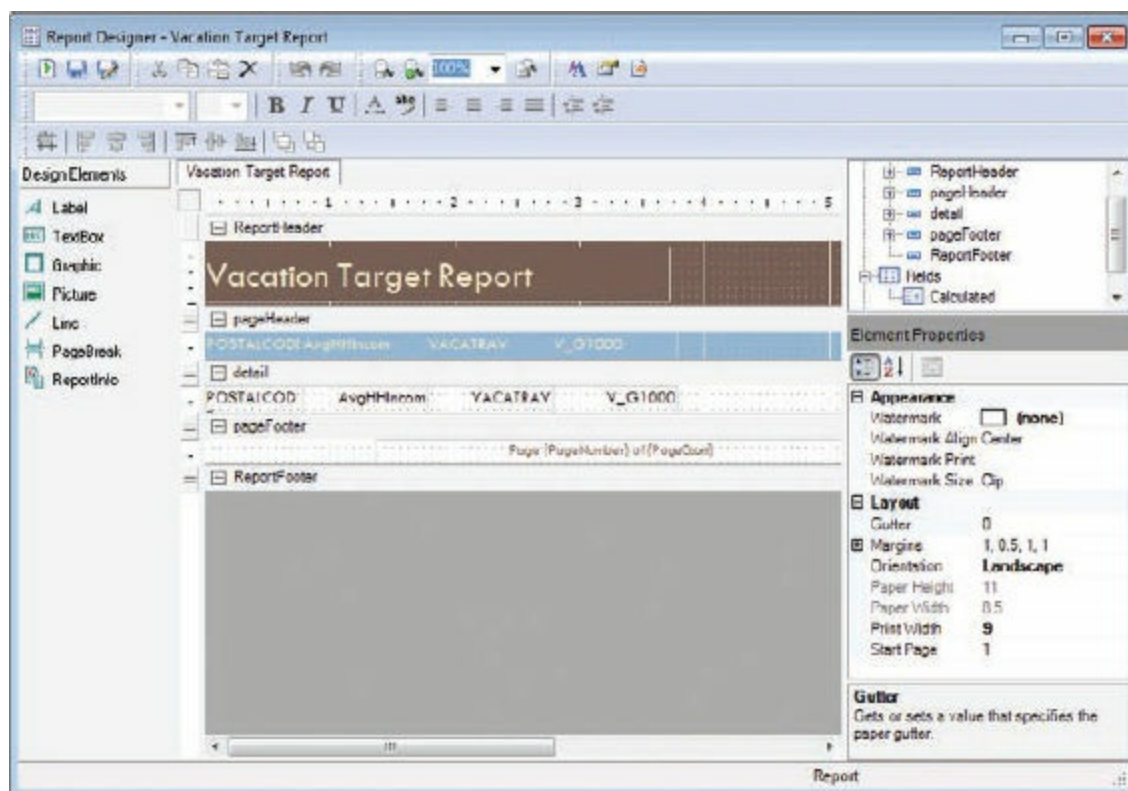 Report Designer - Vacation Target Report
100%
B I U A abc
Design Elements
Label
TextBox
Graphic
Picture
Line
PageBreak
ReportInfo
Vacation Target Report
1 2 3 4 5
ReportHeader
Vacation Target Report
pageHeader
POSTALCODE AvgHHIncom VACATRAV V_G1000
detail
POSTALCOD AvgHHIncom VACATRAV V_G1000
pageFooter
Page {PageNumber} of {PageCount}
ReportFooter
ReportHeader
pageHeader
detail
pageFooter
ReportFooter
Fields
Calculated
Element Properties
Appearance
Watermark (none)
Watermark Align Center
Watermark Print
Watermark Size Clip
Layout
Gutter 0
Margins 1, 0.5, 1, 1
Orientation Landscape
Paper Height 11
Paper Width 8.5
Print Width 9
Start Page 1
Gutter
Gets or sets a value that specifies the
paper gutter.
Report